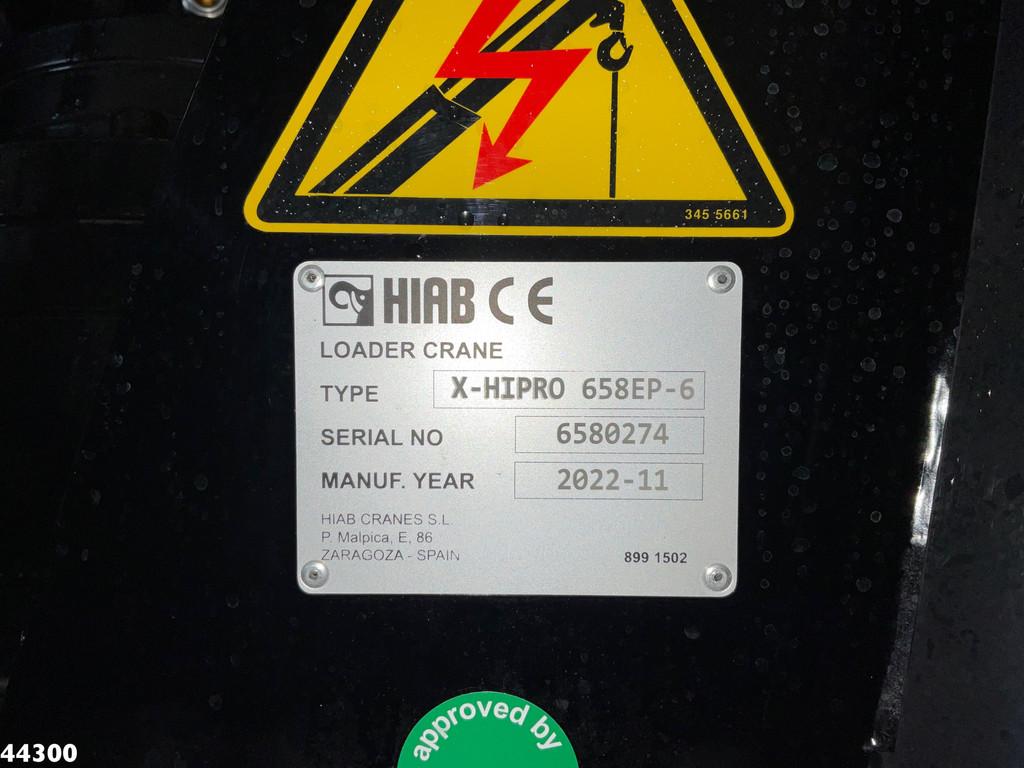 345 5661
HIAB CE
LOADER CRANE
TYPE X-HIPRO 658EP-6
SERIAL NO 6580274
MANUF. YEAR 2022-11
HIAB CRANES S.L.
P. Malpica, E, 86
ZARAGOZA - SPAIN 899 1502
approved by
44300